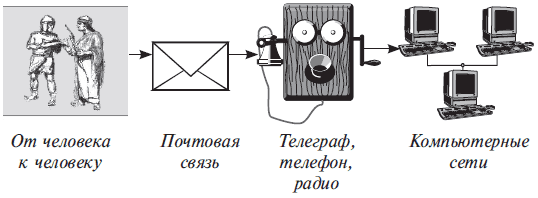 От человека
к человеку
Почтовая
связь
Телеграф,
телефон,
радио
Компьютерные
сети